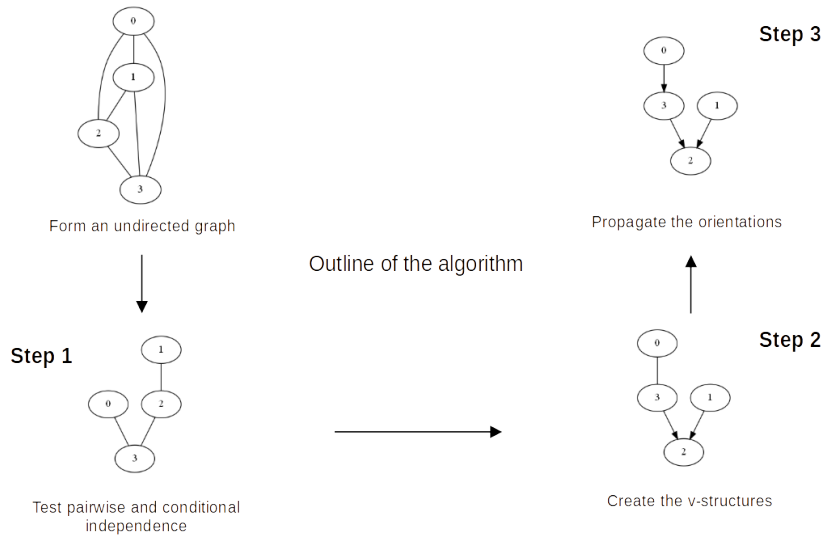 0
1
2
3
Form an undirected graph
Step 1
1
0
2
3
Test pairwise and conditional
independence
Outline of the algorithm
Step 3
0
3
1
2
Propagate the orientations
Step 2
0
3
1
2
Create the v-structures